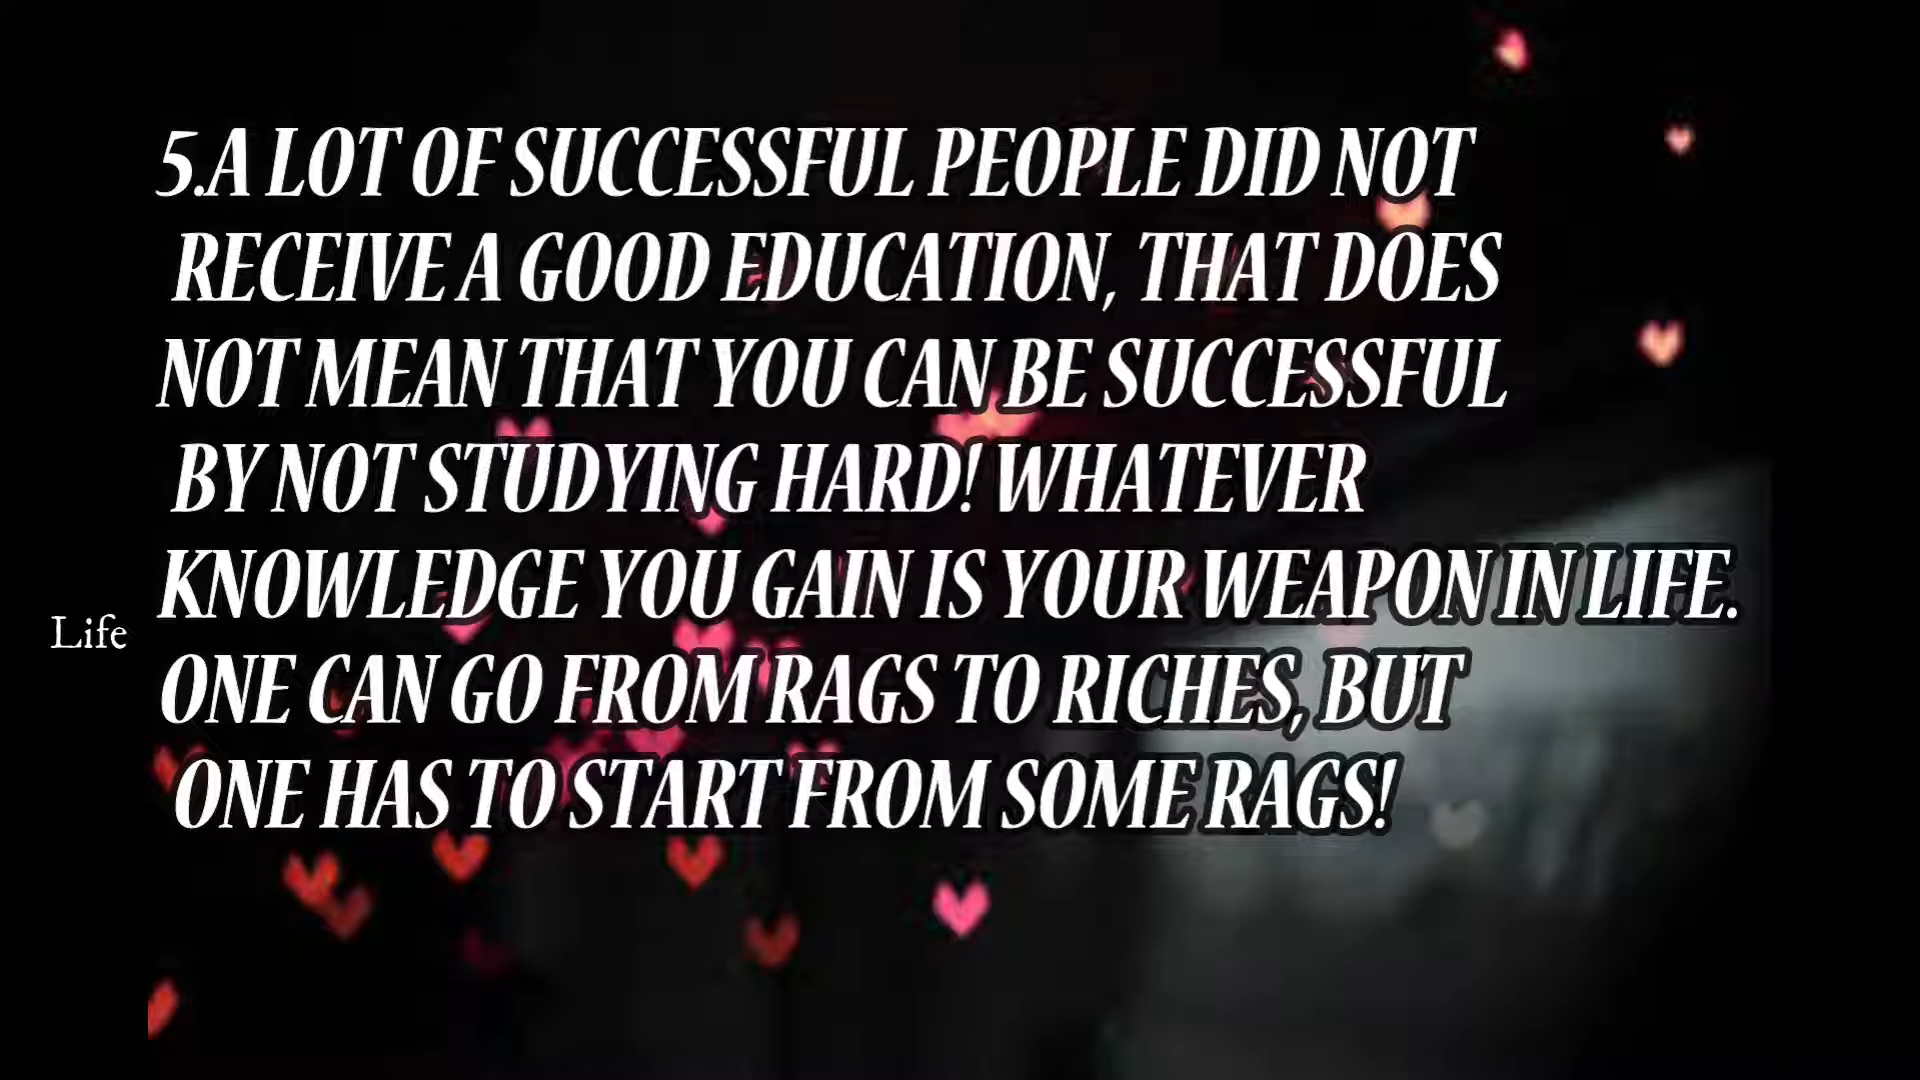 5.A LOT OF SUCCESSFUL PEOPLE DID NOT
RECEIVE A GOOD EDUCATION, THAT DOES
NOT MEAN THAT YOU CAN BE SUCCESSFUL
BY NOT STUDYING HARD! WHATEVER
KNOWLEDGE YOU GAIN IS YOUR WEAPON IN LIFE.
Life
ONE CAN GO FROM RAGS TO RICHES, BUT
ONE HAS TO START FROM SOME RAGS!